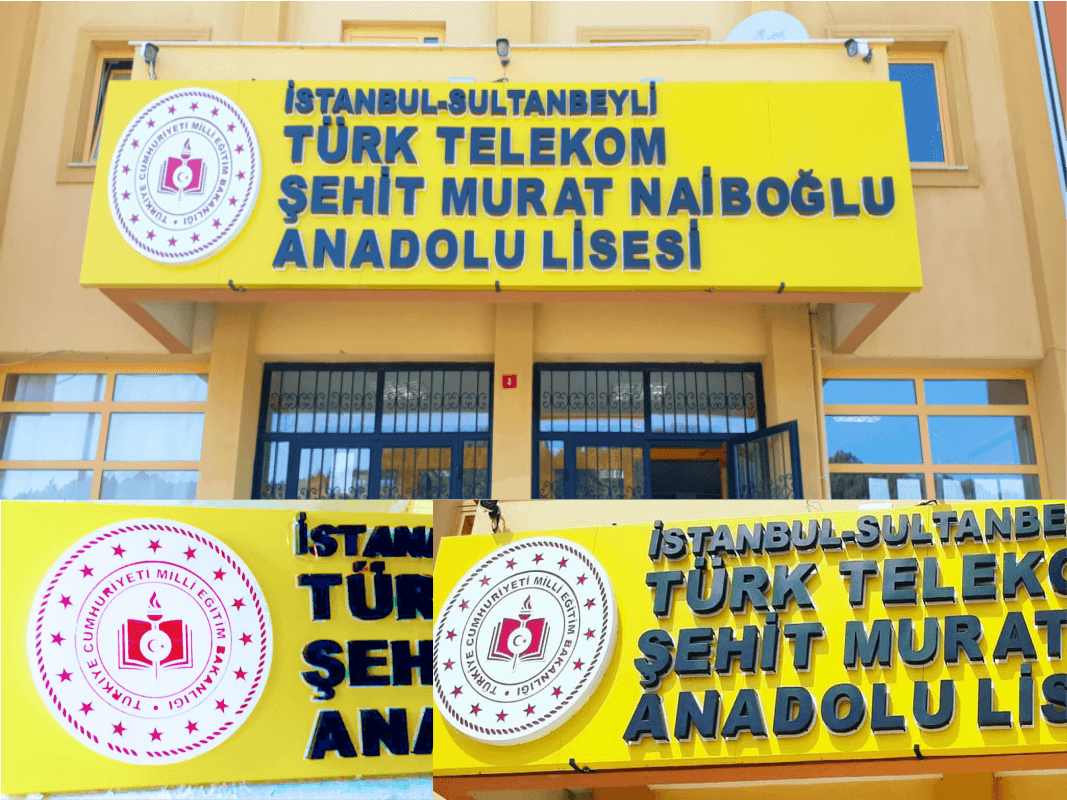 İSTANBUL-SULTANBEYLİ
TÜRK TELEKOM
ŞEHİT MURAT NAİBOĞLU
ANADOLU LİSESİ
TÜRKİYE CUMHURİYETİ MİLLİ EĞİTİM BAKANLIĞI
TÜRKİYE CUMHURİYETİ MİLLİ EĞİTİM BAKANLIĞI
İSTAN
TÜR
ŞEH
ANA
TÜRKİYE CUMHURİYETİ MİLLİ EĞİTİM BAKANLIĞI
İSTANBUL-SULTANBE
TÜRK TELEKO
ŞEHİT MURAT
ANADOLU LİSE